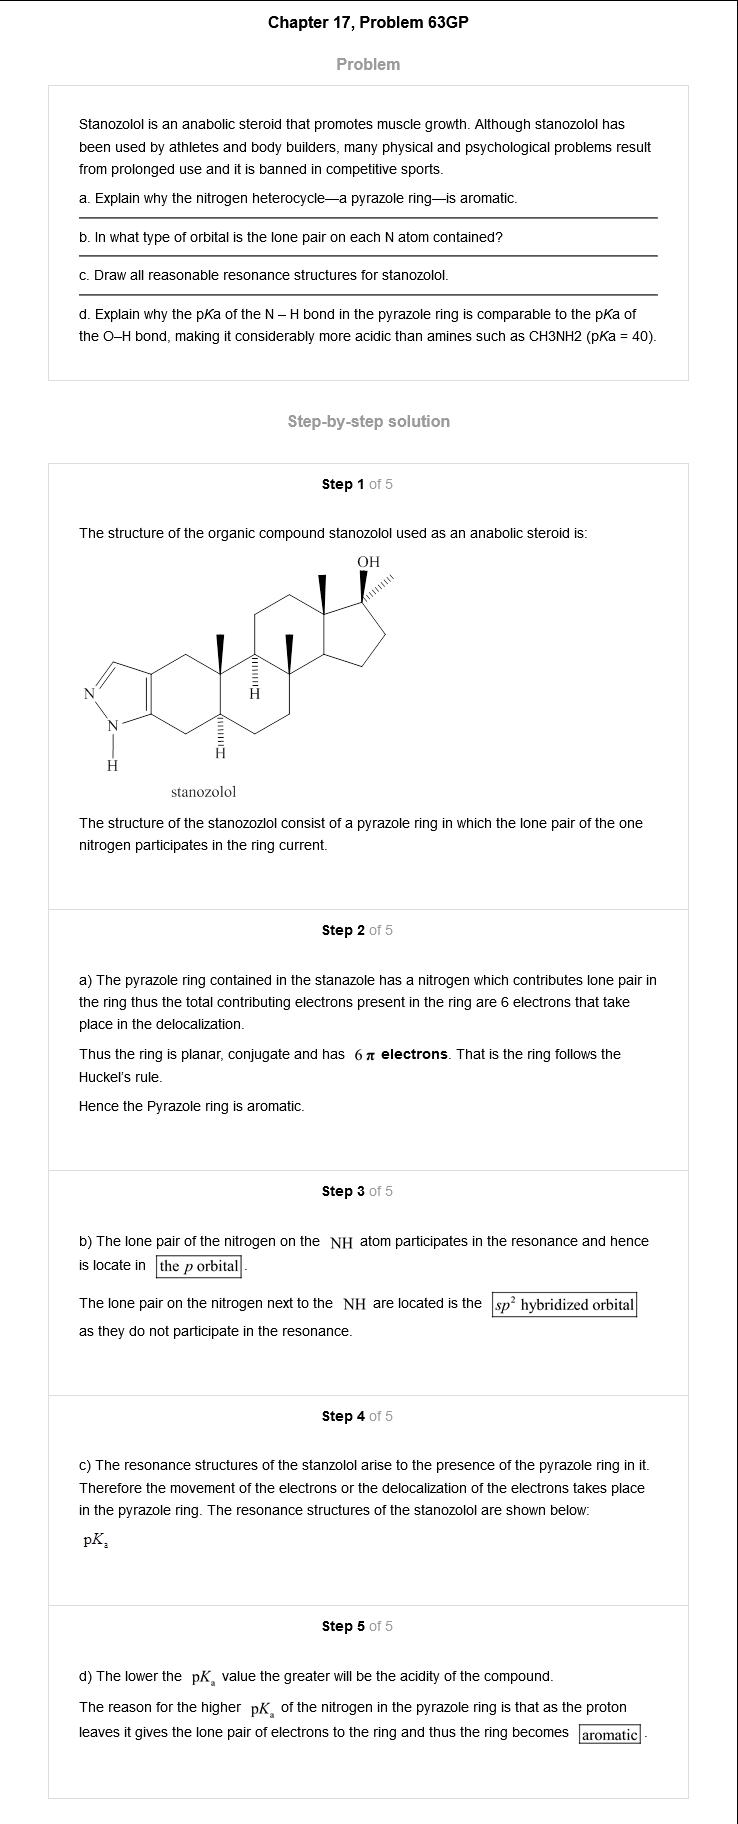 Chapter 17, Problem 63GP
Problem
Stanozolol is an anabolic steroid that promotes muscle growth. Although stanozolol has
been used by athletes and body builders, many physical and psychological problems result
from prolonged use and it is banned in competitive sports.
a. Explain why the nitrogen heterocycle—a pyrazole ring—is aromatic.
b. In what type of orbital is the lone pair on each N atom contained?
c. Draw all reasonable resonance structures for stanozolol.
d. Explain why the pKa of the N – H bond in the pyrazole ring is comparable to the pKa of
the O–H bond, making it considerably more acidic than amines such as CH3NH2 (pKa = 40).
Step-by-step solution
Step 1 of 5
The structure of the organic compound stanozolol used as an anabolic steroid is:
OH
N
H
N
H
H
stanozolol
The structure of the stanozozlol consist of a pyrazole ring in which the lone pair of the one
nitrogen participates in the ring current.
Step 2 of 5
a) The pyrazole ring contained in the stanazole has a nitrogen which contributes lone pair in
the ring thus the total contributing electrons present in the ring are 6 electrons that take
place in the delocalization.
Thus the ring is planar, conjugate and has 6 π electrons. That is the ring follows the
Huckel's rule.
Hence the Pyrazole ring is aromatic.
Step 3 of 5
b) The lone pair of the nitrogen on the NH atom participates in the resonance and hence
is locate in the p orbital.
The lone pair on the nitrogen next to the NH are located is the sp² hybridized orbital
as they do not participate in the resonance.
Step 4 of 5
c) The resonance structures of the stanzolol arise to the presence of the pyrazole ring in it.
Therefore the movement of the electrons or the delocalization of the electrons takes place
in the pyrazole ring. The resonance structures of the stanozolol are shown below:
pKₐ
Step 5 of 5
d) The lower the pKₐ value the greater will be the acidity of the compound.
The reason for the higher pKₐ of the nitrogen in the pyrazole ring is that as the proton
leaves it gives the lone pair of electrons to the ring and thus the ring becomes aromatic.